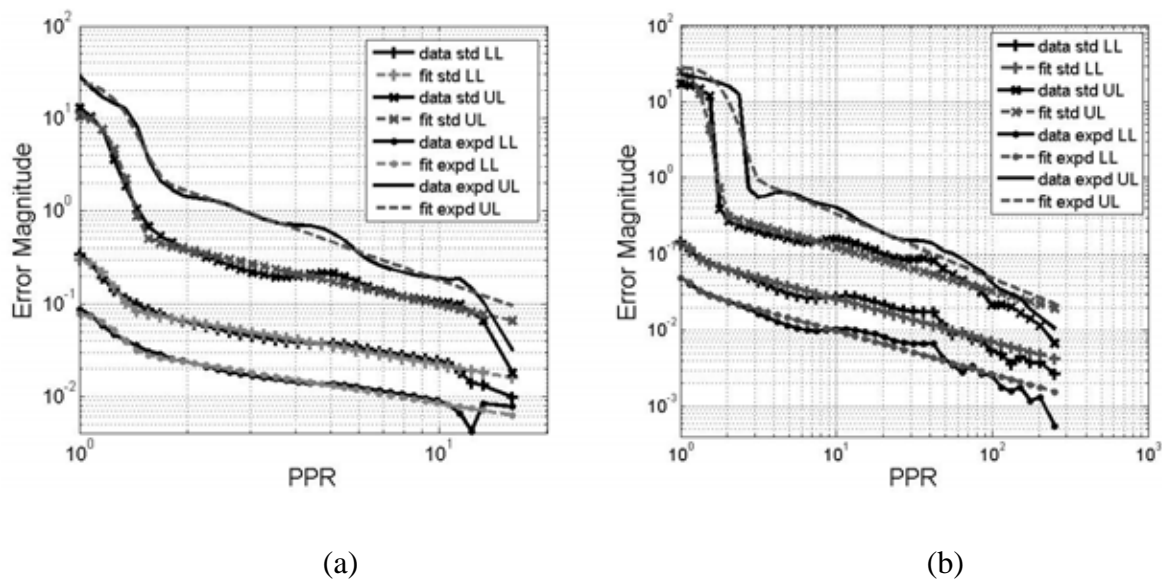 10^2
10^1
10^0
10^-1
10^-2
Error Magnitude
10^0
10^1
PPR
data std LL
fit std LL
data std UL
fit std UL
data expd LL
fit expd LL
data expd UL
fit expd UL
(a)
10^2
10^1
10^0
10^-1
10^-2
10^-3
Error Magnitude
10^0
10^1
10^2
10^3
PPR
data std LL
fit std LL
data std UL
fit std UL
data expd LL
fit expd LL
data expd UL
fit expd UL
(b)